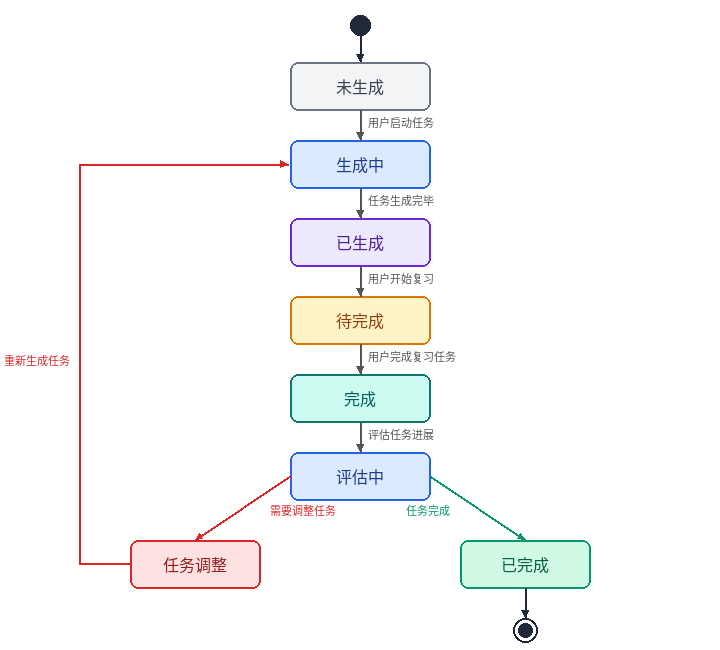 未生成
用户启动任务
生成中
任务生成完毕
已生成
用户开始复习
待完成
重新生成任务
用户完成复习任务
完成
评估任务进展
评估中
需要调整任务
任务完成
任务调整
已完成